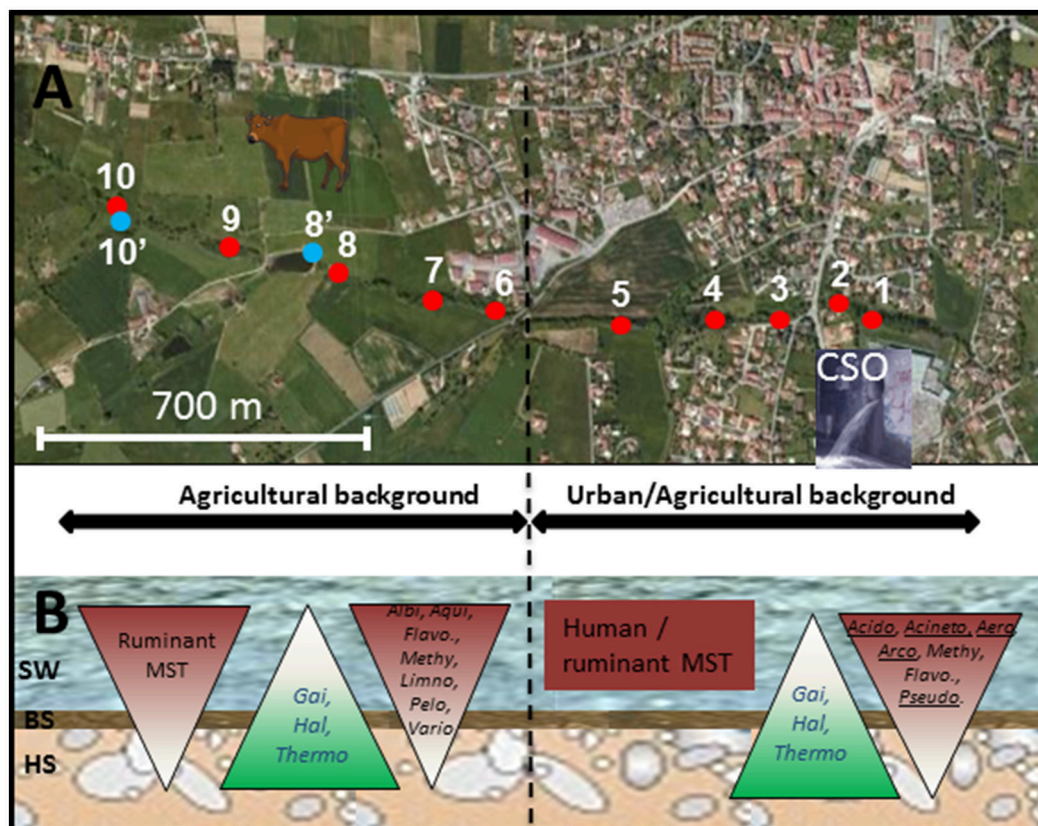 A
10
10'
9
8'
8
7
6
5
4
3
2
1
CSO
700 m
Agricultural background
Urban/Agricultural background
B
SW
BS
HS
Ruminant
MST
Gai,
Hal,
Thermo
Albi, Aqui,
Flavo.,
Methy,
Limno,
Pelo,
Vario
Human /
ruminant MST
Gai,
Hal,
Thermo
Acido, Acineto, Aero,
Arco, Methy,
Flavo.,
Pseudo.